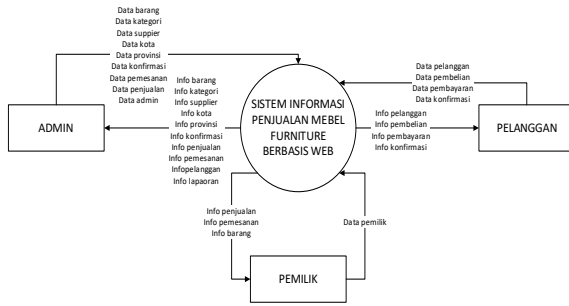 Data barang
Data kategori
Data suppier
Data kota
Data provinsi
Data konfirmasi
Data pemesanan
Data penjualan
Data admin
Info barang
Info kategori
Info supplier
Info kota
Info provinsi
Info konfirmasi
Info penjualan
Info pemesanan
Infopelanggan
Info lapaoran
ADMIN
SISTEM INFORMASI
PENJUALAN MEBEL
FURNITURE
BERBASIS WEB
Data pelanggan
Data pembelian
Data pembayaran
Data konfirmasi
Info pelanggan
Info pembelian
Info pembayaran
Info konfirmasi
PELANGGAN
Info penjualan
Info pemesanan
Info barang
Data pemilik
PEMILIK